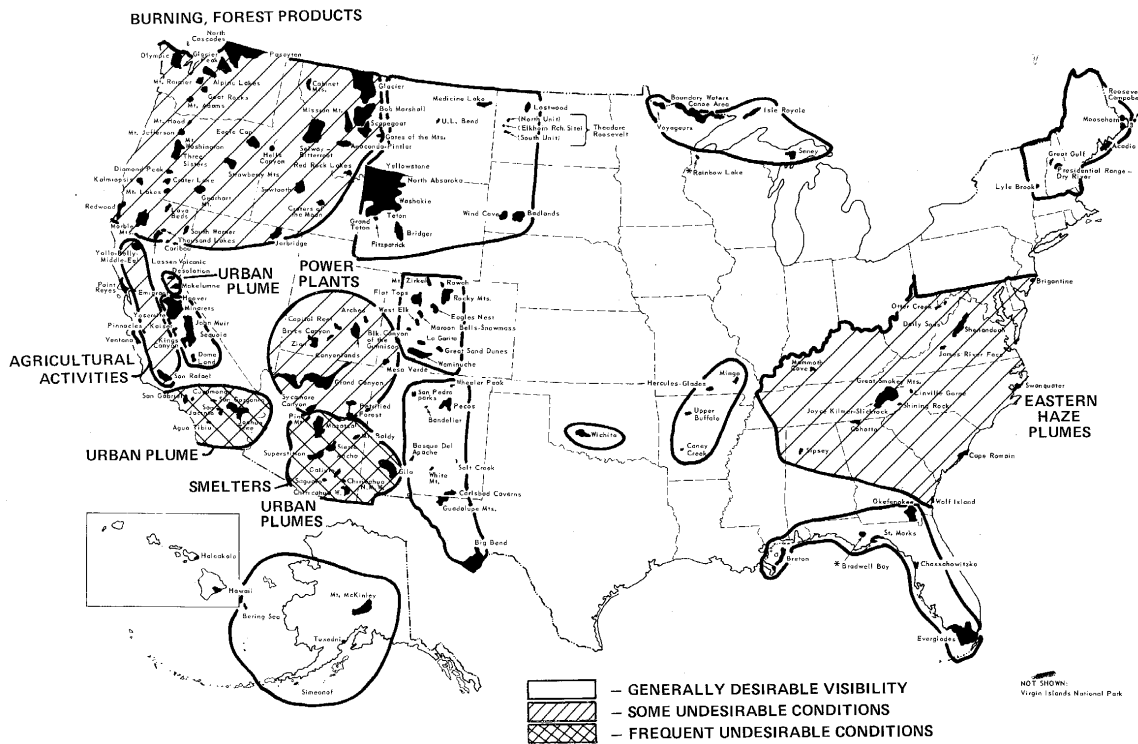 BURNING, FOREST PRODUCTS
North
Cascades
Olympic
Glacier
Peak
Pasayten
Mt. Rainier
Alpine Lakes
Goat Rocks
Mt. Adams
Mt. Hood
Mt. Jefferson
Mt.
Washington
Three
Sisters
Eagle Cap
Hells
Canyon
Strawberry Mts.
Diamond Peak
Kalmiopsis
Crater Lake
Mt. Lakes
Gearhart
Mt.
Redwood
Lava
Beds
Marble
Mts.
South Warner
Thousand Lakes
Caribou
Jarbridge
Cabinet
Mts.
Glacier
Mission Mt.
Bob Marshall
Scapegoat
Gates of the Mts.
Anaconda-Pintlar
Selway-
Bitterroot
Red Rock Lakes
Sawtooth
Craters of
the Moon
Medicine Lake
U.L. Bend
Lostwood
(North Unit)
(Elkhorn Rch. Site)
(South Unit)
Theodore
Roosevelt
Yellowstone
North Absaroka
Washakie
Teton
Grand
Teton
Bridger
Fitzpatrick
Wind Cave
Badlands
Boundary Waters
Canoe Area
Voyageurs
Isle Royale
Seney
*Rainbow Lake
Roosevelt
Campobello
Moosehorn
Acadia
Great Gulf
Presidential Range-
Dry River
Lyle Brook
Yolla-Bolly-
Middle-Eel
Lassen Volcanic
Desolation
Mokelumne
URBAN
PLUME
Point
Reyes
Emigrant
Hoover
Yosemite
Minarets
Pinnacles
Kaiser
John Muir
Ventana
Kings
Canyon
Sequoia
Dome
Land
AGRICULTURAL
ACTIVITIES
San Rafael
San Gabriel
Cucamonga
San Gorgonio
San
Jacinto
Joshua
Tree
Agua Tibia
URBAN PLUME
POWER
PLANTS
Capitol Reef
Arches
Bryce Canyon
Zion
Canyonlands
Blk Canyon
of the
Gunnison
Grand Canyon
Mesa Verde
Mt. Zirkel
Rawah
Flat Tops
Rocky Mts.
West Elk
Eagles Nest
Maroon Bells-Snowmass
La Garita
Great Sand Dunes
Weminuche
Sycamore
Canyon
Petrified
Forest
Pine
Mt.
Mazatzal
Mt. Baldy
Superstition
Sierra
Ancha
Galiuro
Saguaro
Gila
Chiricahua
N.M.
Chiricahua W.
SMELTERS
URBAN
PLUMES
Wheeler Peak
San Pedro
Parks
Pecos
Bandelier
Bosque Del
Apache
Salt Creek
White
Mt.
Carlsbad Caverns
Guadalupe Mts.
Big Bend
Wichita
Hercules-Glades
Mingo
Upper
Buffalo
Caney
Creek
Brigantine
Otter Creek
Dolly Sods
Shenandoah
James River Face
Mammoth
Cave
Great Smoky Mts.
Linville Gorge
Shining Rock
Joyce Kilmer-Slickrock
Cohutta
Sipsey
Swanquater
EASTERN
HAZE
PLUMES
Cape Romain
Okefenokee
Wolf Island
St. Marks
Breton
*Bradwell Bay
Chassahowitzka
Everglades
Haleakala
Hawaii
Bering Sea
Mt. McKinley
Tuxedni
Simeonof
NOT SHOWN:
Virgin Islands National Park
– GENERALLY DESIRABLE VISIBILITY
– SOME UNDESIRABLE CONDITIONS
– FREQUENT UNDESIRABLE CONDITIONS